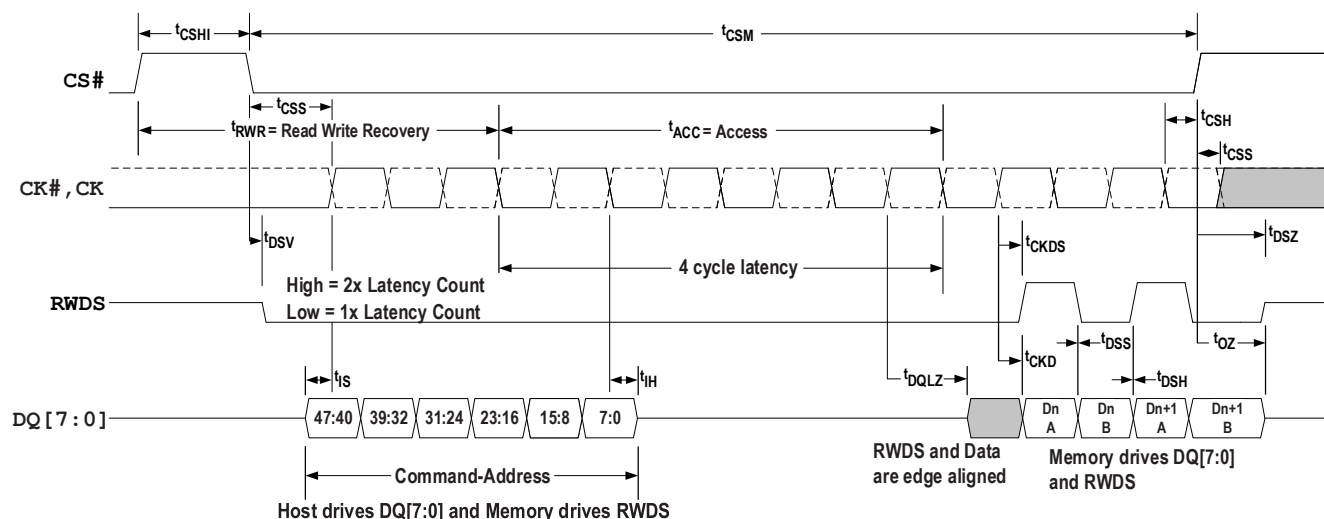 tCSHI
tCSM
CS#
tCSS
tRWR = Read Write Recovery
tACC = Access
tCSH
tCSS
CK#,CK
tDSV
tCKDS
tDSZ
4 cycle latency
High = 2x Latency Count
Low = 1x Latency Count
RWDS
tCKD
tDSS
tOZ
tIS
tIH
tDQLZ
tDSH
DQ[7:0]
47:40 39:32 31:24 23:16 15:8 7:0
Dn A
Dn B
Dn+1 A
Dn+1 B
Command-Address
RWDS and Data
are edge aligned
Memory drives DQ[7:0]
and RWDS
Host drives DQ[7:0] and Memory drives RWDS